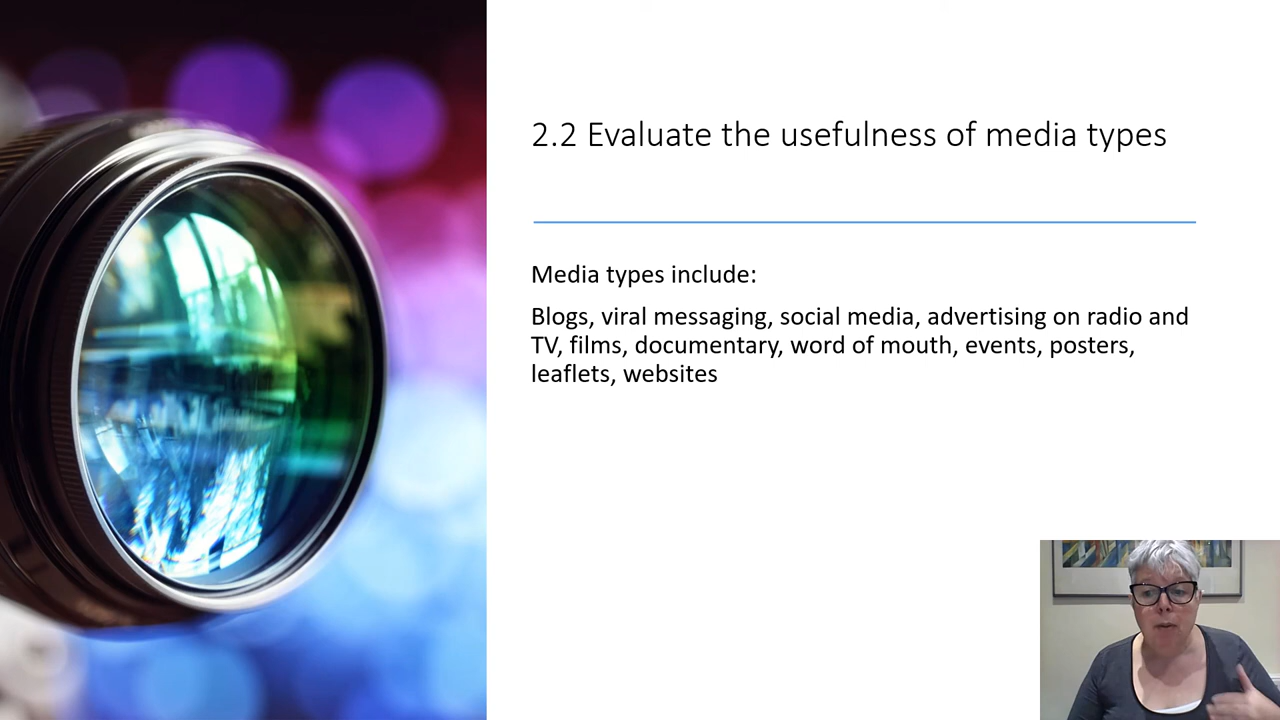 2.2 Evaluate the usefulness of media types
Media types include:
Blogs, viral messaging, social media, advertising on radio and
TV, films, documentary, word of mouth, events, posters,
leaflets, websites